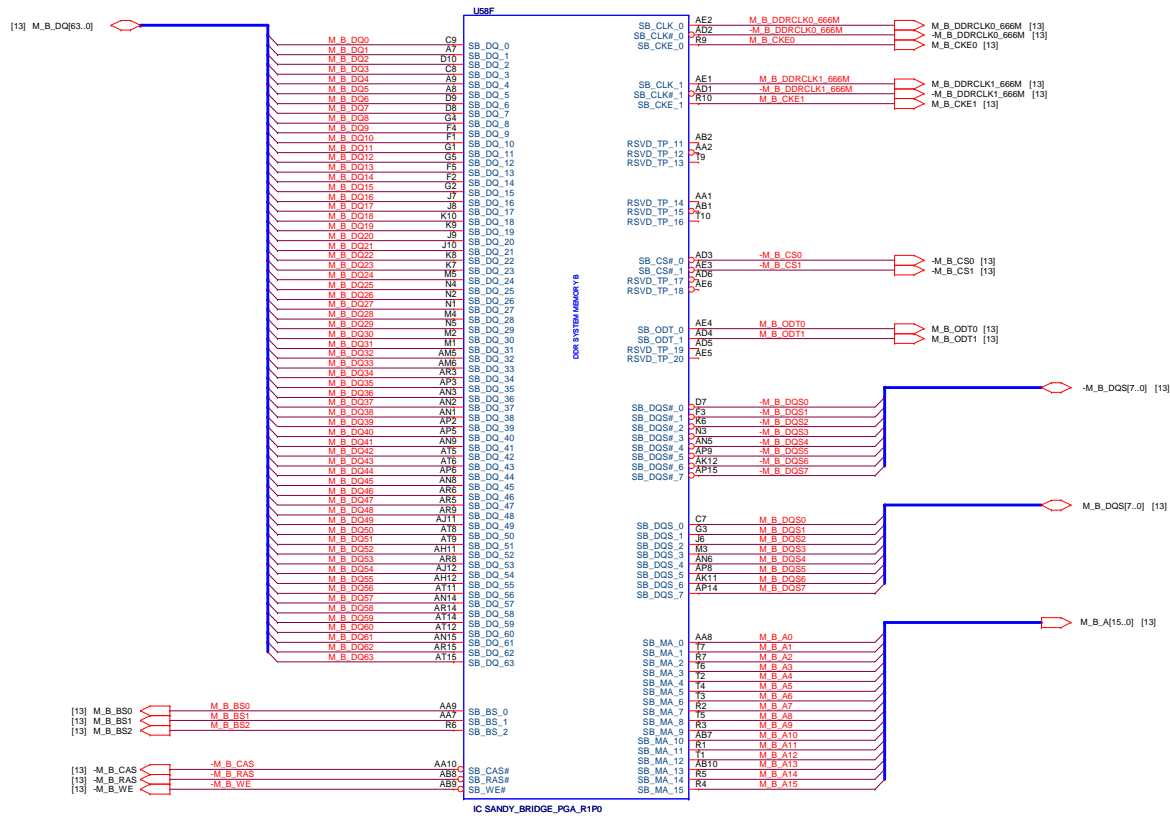 U58F
[13] M_B_DQ[63..0]
M_B_DQ0 C9 SB_DQ_0
M_B_DQ1 A7 SB_DQ_1
M_B_DQ2 D10 SB_DQ_2
M_B_DQ3 C8 SB_DQ_3
M_B_DQ4 A9 SB_DQ_4
M_B_DQ5 A8 SB_DQ_5
M_B_DQ6 D9 SB_DQ_6
M_B_DQ7 D8 SB_DQ_7
M_B_DQ8 G4 SB_DQ_8
M_B_DQ9 F4 SB_DQ_9
M_B_DQ10 F1 SB_DQ_10
M_B_DQ11 G1 SB_DQ_11
M_B_DQ12 G5 SB_DQ_12
M_B_DQ13 F5 SB_DQ_13
M_B_DQ14 F2 SB_DQ_14
M_B_DQ15 G2 SB_DQ_15
M_B_DQ16 J7 SB_DQ_16
M_B_DQ17 J8 SB_DQ_17
M_B_DQ18 K10 SB_DQ_18
M_B_DQ19 K9 SB_DQ_19
M_B_DQ20 J9 SB_DQ_20
M_B_DQ21 J10 SB_DQ_21
M_B_DQ22 K8 SB_DQ_22
M_B_DQ23 K7 SB_DQ_23
M_B_DQ24 M5 SB_DQ_24
M_B_DQ25 N4 SB_DQ_25
M_B_DQ26 N2 SB_DQ_26
M_B_DQ27 N1 SB_DQ_27
M_B_DQ28 M4 SB_DQ_28
M_B_DQ29 N5 SB_DQ_29
M_B_DQ30 M2 SB_DQ_30
M_B_DQ31 M1 SB_DQ_31
M_B_DQ32 AM5 SB_DQ_32
M_B_DQ33 AM6 SB_DQ_33
M_B_DQ34 AR3 SB_DQ_34
M_B_DQ35 AP3 SB_DQ_35
M_B_DQ36 AN3 SB_DQ_36
M_B_DQ37 AN2 SB_DQ_37
M_B_DQ38 AN1 SB_DQ_38
M_B_DQ39 AP2 SB_DQ_39
M_B_DQ40 AP5 SB_DQ_40
M_B_DQ41 AN9 SB_DQ_41
M_B_DQ42 AT5 SB_DQ_42
M_B_DQ43 AT6 SB_DQ_43
M_B_DQ44 AP6 SB_DQ_44
M_B_DQ45 AN8 SB_DQ_45
M_B_DQ46 AR6 SB_DQ_46
M_B_DQ47 AR5 SB_DQ_47
M_B_DQ48 AR9 SB_DQ_48
M_B_DQ49 AJ11 SB_DQ_49
M_B_DQ50 AT8 SB_DQ_50
M_B_DQ51 AT9 SB_DQ_51
M_B_DQ52 AH11 SB_DQ_52
M_B_DQ53 AR8 SB_DQ_53
M_B_DQ54 AJ12 SB_DQ_54
M_B_DQ55 AH12 SB_DQ_55
M_B_DQ56 AT11 SB_DQ_56
M_B_DQ57 AN14 SB_DQ_57
M_B_DQ58 AR14 SB_DQ_58
M_B_DQ59 AT14 SB_DQ_59
M_B_DQ60 AT12 SB_DQ_60
M_B_DQ61 AN15 SB_DQ_61
M_B_DQ62 AR15 SB_DQ_62
M_B_DQ63 AT15 SB_DQ_63
[13] M_B_BS0 M_B_BS0 AA9 SB_BS_0
[13] M_B_BS1 M_B_BS1 AA7 SB_BS_1
[13] M_B_BS2 M_B_BS2 R6 SB_BS_2
[13] -M_B_CAS -M_B_CAS AA10 SB_CAS#
[13] -M_B_RAS -M_B_RAS AB8 SB_RAS#
[13] -M_B_WE -M_B_WE AB9 SB_WE#
DDR SYSTEM MEMORY B
SB_CLK_0 AE2 M_B_DDRCLK0_666M M_B_DDRCLK0_666M [13]
SB_CLK#_0 AD2 -M_B_DDRCLK0_666M -M_B_DDRCLK0_666M [13]
SB_CKE_0 R9 M_B_CKE0 M_B_CKE0 [13]
SB_CLK_1 AE1 M_B_DDRCLK1_666M M_B_DDRCLK1_666M [13]
SB_CLK#_1 AD1 -M_B_DDRCLK1_666M -M_B_DDRCLK1_666M [13]
SB_CKE_1 R10 M_B_CKE1 M_B_CKE1 [13]
RSVD_TP_11 AB2
RSVD_TP_12 AA2
RSVD_TP_13 T9
RSVD_TP_14 AA1
RSVD_TP_15 AB1
RSVD_TP_16 T10
SB_CS#_0 AD3 -M_B_CS0 -M_B_CS0 [13]
SB_CS#_1 AE3 -M_B_CS1 -M_B_CS1 [13]
RSVD_TP_17 AD6
RSVD_TP_18 AE6
SB_ODT_0 AE4 M_B_ODT0 M_B_ODT0 [13]
SB_ODT_1 AD4 M_B_ODT1 M_B_ODT1 [13]
RSVD_TP_19 AD5
RSVD_TP_20 AE5
-M_B_DQS[7..0] [13]
SB_DQS#_0 D7 -M_B_DQS0
SB_DQS#_1 F3 -M_B_DQS1
SB_DQS#_2 K6 -M_B_DQS2
SB_DQS#_3 N3 -M_B_DQS3
SB_DQS#_4 AN5 -M_B_DQS4
SB_DQS#_5 AP9 -M_B_DQS5
SB_DQS#_6 AK12 -M_B_DQS6
SB_DQS#_7 AP15 -M_B_DQS7
M_B_DQS[7..0] [13]
SB_DQS_0 C7 M_B_DQS0
SB_DQS_1 G3 M_B_DQS1
SB_DQS_2 J6 M_B_DQS2
SB_DQS_3 M3 M_B_DQS3
SB_DQS_4 AN6 M_B_DQS4
SB_DQS_5 AP8 M_B_DQS5
SB_DQS_6 AK11 M_B_DQS6
SB_DQS_7 AP14 M_B_DQS7
M_B_A[15..0] [13]
SB_MA_0 AA8 M_B_A0
SB_MA_1 T7 M_B_A1
SB_MA_2 R7 M_B_A2
SB_MA_3 T6 M_B_A3
SB_MA_4 T2 M_B_A4
SB_MA_5 T4 M_B_A5
SB_MA_6 T3 M_B_A6
SB_MA_7 R2 M_B_A7
SB_MA_8 T5 M_B_A8
SB_MA_9 R3 M_B_A9
SB_MA_10 AB7 M_B_A10
SB_MA_11 R1 M_B_A11
SB_MA_12 T1 M_B_A12
SB_MA_13 AB10 M_B_A13
SB_MA_14 R5 M_B_A14
SB_MA_15 R4 M_B_A15
IC SANDY_BRIDGE_PGA_R1P0